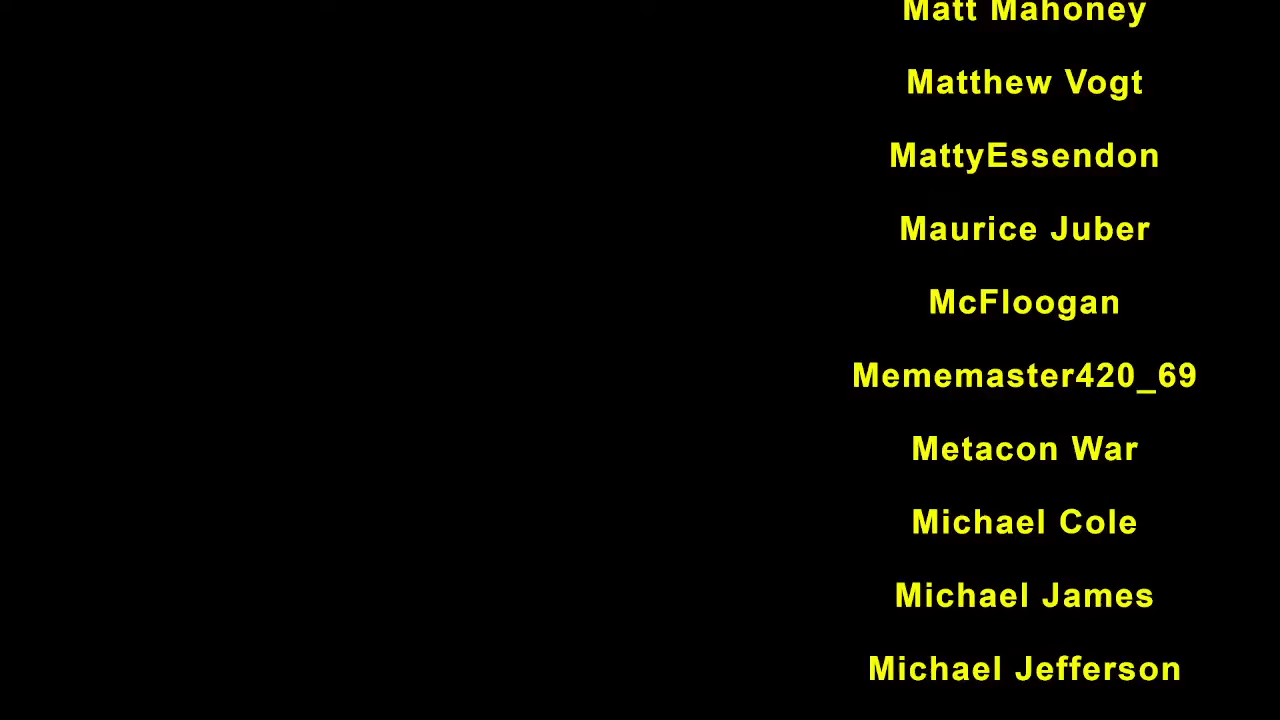 Matt Mahoney
Matthew Vogt
MattyEssendon
Maurice Juber
McFloogan
Mememaster420_69
Metacon War
Michael Cole
Michael James
Michael Jefferson